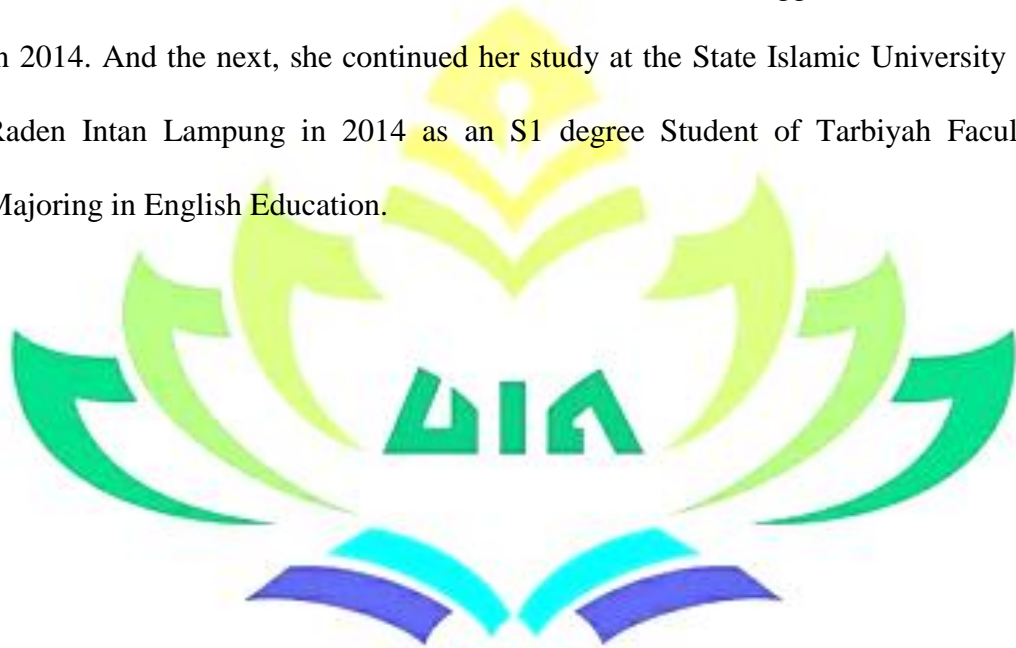 n 2014. And the next, she continued her study at the State Islamic University
Raden Intan Lampung in 2014 as an S1 degree Student of Tarbiyah Facul
Majoring in English Education.
UIN